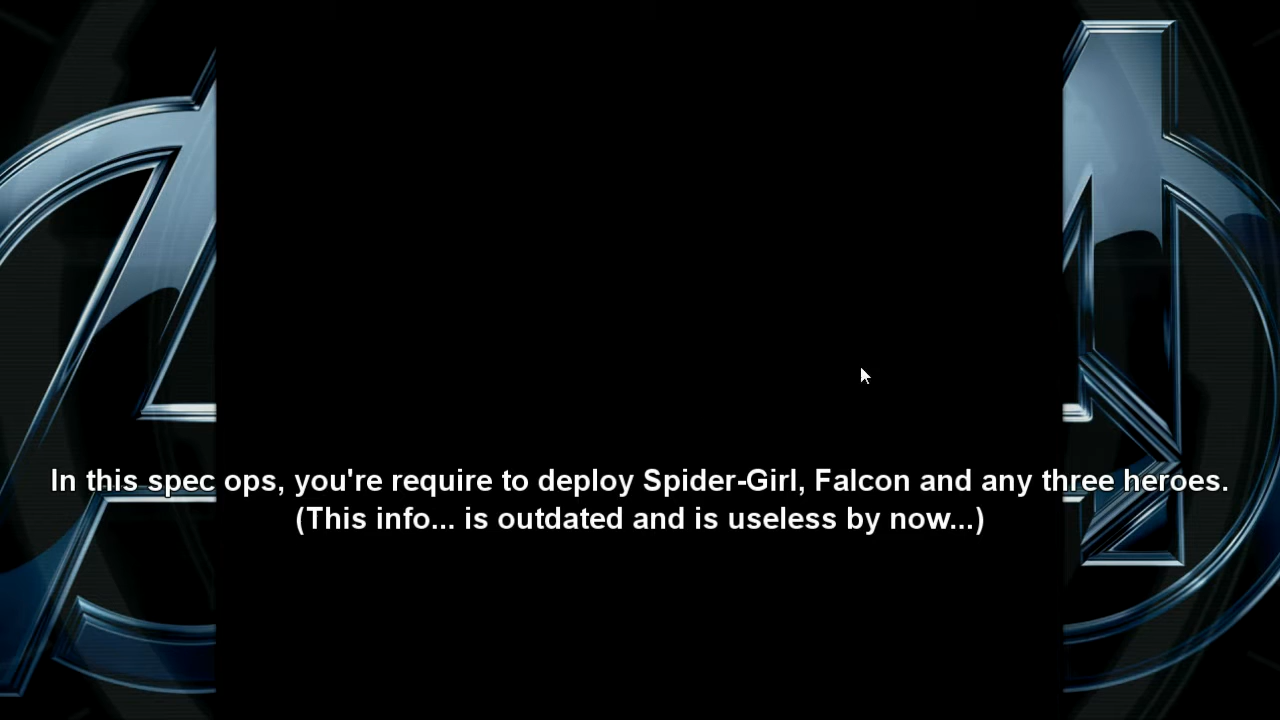 In this spec ops, you're require to deploy Spider-Girl, Falcon and any three heroes.
(This info... is outdated and is useless by now...)